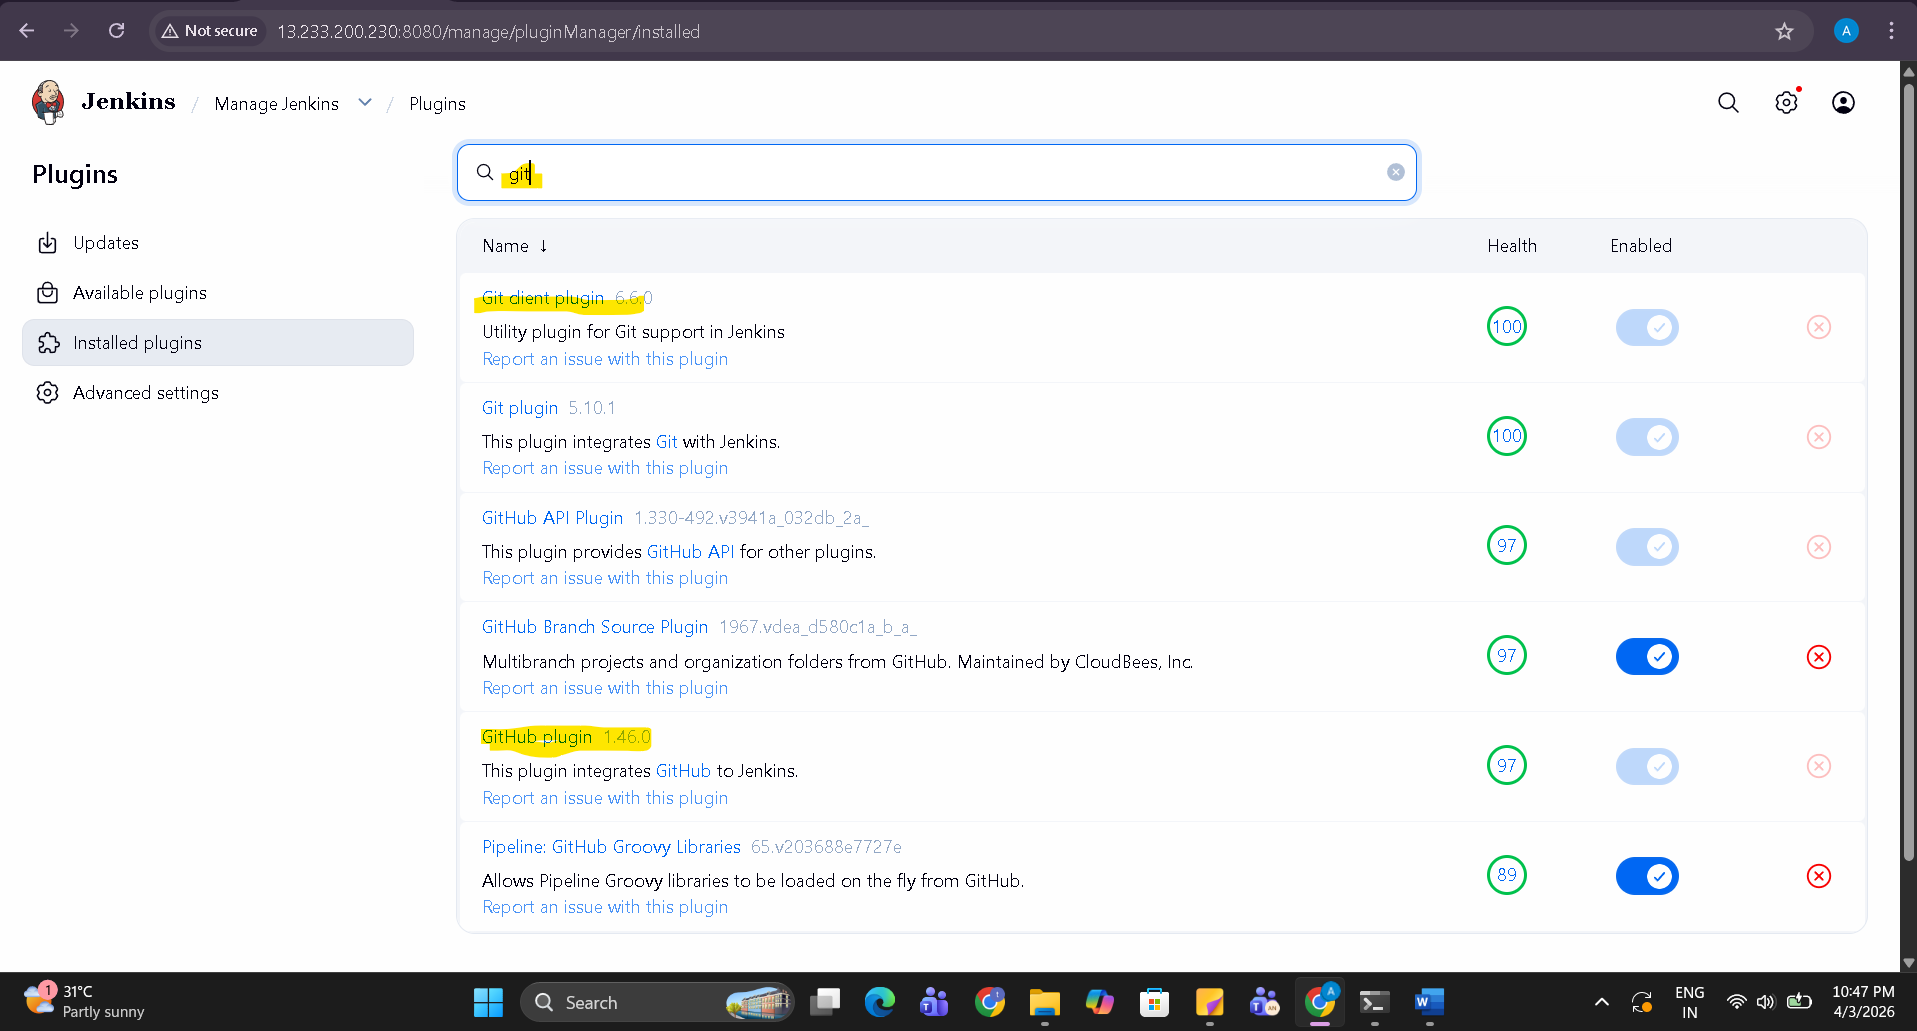 Not secure 13.233.200.230:8080/manage/pluginManager/installed
A
Jenkins / Manage Jenkins / Plugins
Plugins
git
Updates
Available plugins
Installed plugins
Advanced settings
Name ↓ Health Enabled
Git client plugin 6.6.0
Utility plugin for Git support in Jenkins
Report an issue with this plugin
100
Git plugin 5.10.1
This plugin integrates Git with Jenkins.
Report an issue with this plugin
100
GitHub API Plugin 1.330-492.v3941a_032db_2a_
This plugin provides GitHub API for other plugins.
Report an issue with this plugin
97
GitHub Branch Source Plugin 1967.vdea_d580c1a_b_a_
Multibranch projects and organization folders from GitHub. Maintained by CloudBees, Inc.
Report an issue with this plugin
97
GitHub plugin 1.46.0
This plugin integrates GitHub to Jenkins.
Report an issue with this plugin
97
Pipeline: GitHub Groovy Libraries 65.v203688e7727e
Allows Pipeline Groovy libraries to be loaded on the fly from GitHub.
Report an issue with this plugin
89
1
31°C
Partly sunny
Search
ENG
IN
10:47 PM
4/3/2026